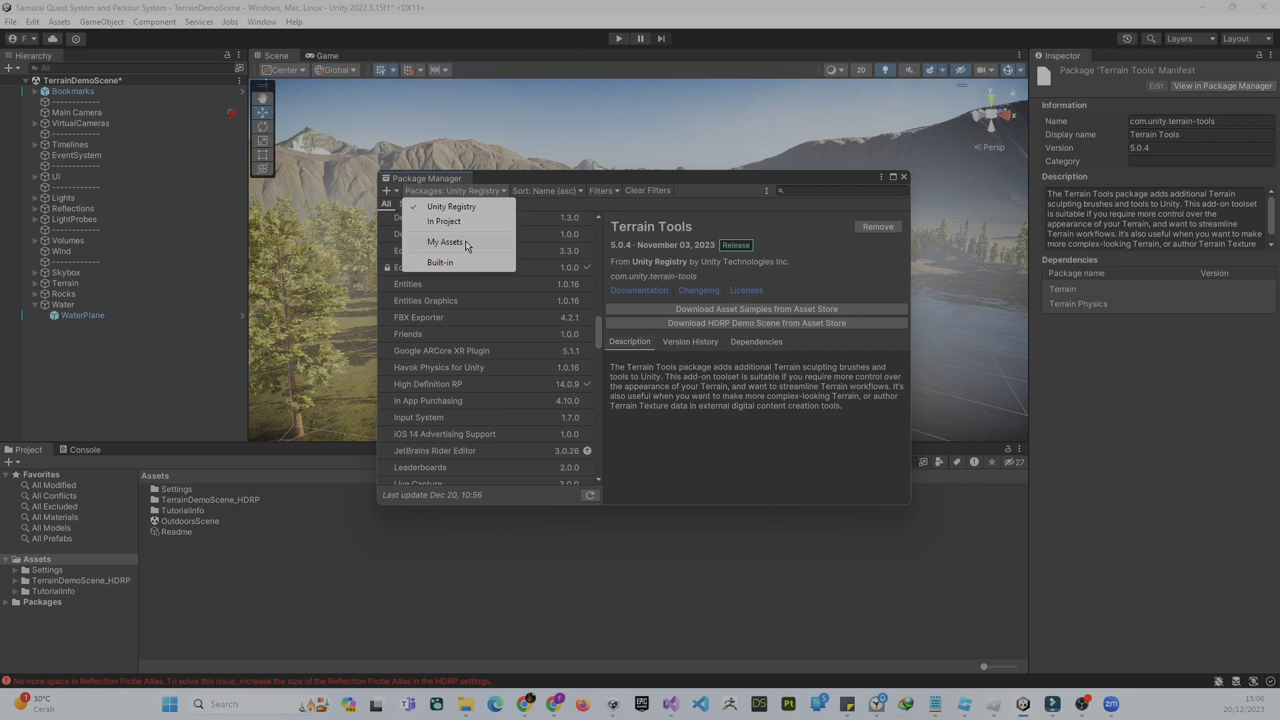 Samurai Quest System and Parkour System - TerrainDemoScene - Windows, Mac, Linux - Unity 2022.3.15f1* <DX11>
File Edit Assets GameObject Component Services Jobs Window Help
F
Layers
Layout
Hierarchy
All
TerrainDemoScene*
Bookmarks
------------
Main Camera
VirtualCameras
------------
Timelines
EventSystem
------------
UI
------------
Lights
Reflections
LightProbes
------------
Volumes
Wind
------------
Skybox
Terrain
Rocks
Water
WaterPlane
Scene Game
Center Global 2D
Persp
Package Manager
Packages: Unity Registry Sort: Name (asc) Filters Clear Filters
All
Unity Registry
In Project
My Assets
Built-in
1.3.0
1.0.0
3.3.0
1.0.0
Entities 1.0.16
Entities Graphics 1.0.16
FBX Exporter 4.2.1
Friends 1.0.0
Google ARCore XR Plugin 5.1.1
Havok Physics for Unity 1.0.16
High Definition RP 14.0.9
In App Purchasing 4.10.0
Input System 1.7.0
iOS 14 Advertising Support 1.0.0
JetBrains Rider Editor 3.0.26
Leaderboards 2.0.0
Last update Dec 20, 10:56
Terrain Tools
Remove
5.0.4 · November 03, 2023 Release
From Unity Registry by Unity Technologies Inc.
com.unity.terrain-tools
Documentation Changelog Licenses
Download Asset Samples from Asset Store
Download HDRP Demo Scene from Asset Store
Description Version History Dependencies
The Terrain Tools package adds additional Terrain sculpting brushes and
tools to Unity. This add-on toolset is suitable if you require more control over
the appearance of your Terrain, and want to streamline Terrain workflows. It's
also useful when you want to make more complex-looking Terrain, or author
Terrain Texture data in external digital content creation tools.
Inspector
Package 'Terrain Tools' Manifest
Edit View in Package Manager
Information
Name com.unity.terrain-tools
Display name Terrain Tools
Version 5.0.4
Category
Description
The Terrain Tools package adds additional Terrain
sculpting brushes and tools to Unity. This add-on
toolset is suitable if you require more control
over the appearance of your Terrain, and want to
streamline Terrain workflows. It's also useful
when you want to make more complex-looking Terrain, or author Terrain Texture
Dependencies
Package name Version
Terrain
Terrain Physics
Project Console
27
Favorites
All Modified
All Conflicts
All Excluded
All Materials
All Models
All Prefabs
Assets
Settings
TerrainDemoScene_HDRP
TutorialInfo
Packages
Assets
Settings
TerrainDemoScene_HDRP
TutorialInfo
OutdoorsScene
Readme
No more space in Reflection Probe Atlas. To solve this issue, increase the size of the Reflection Probe Atlas in the HDRP settings.
1
30°C
Cerah
Search
DS
Pt
zm
15:06
20/12/2023